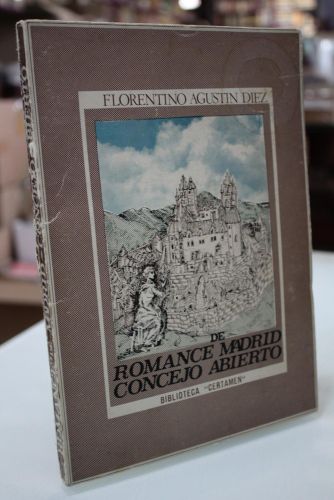 FLORENTINO AGUSTIN DIEZ
DE
ROMANCE MADRID
CONCEJO ABIERTO
BIBLIOTECA "CERTAMEN"